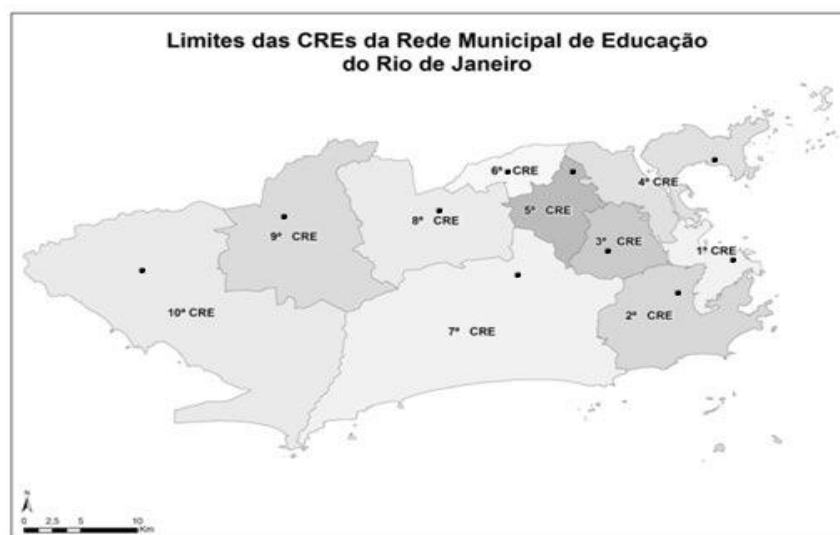 Limites das CREs da Rede Municipal de Educação
do Rio de Janeiro
6ª CRE
4ª CRE
5ª CRE
8ª CRE
9ª CRE
3ª CRE
1ª CRE
10ª CRE
2ª CRE
7ª CRE
N
0 2,5 5 10
Km